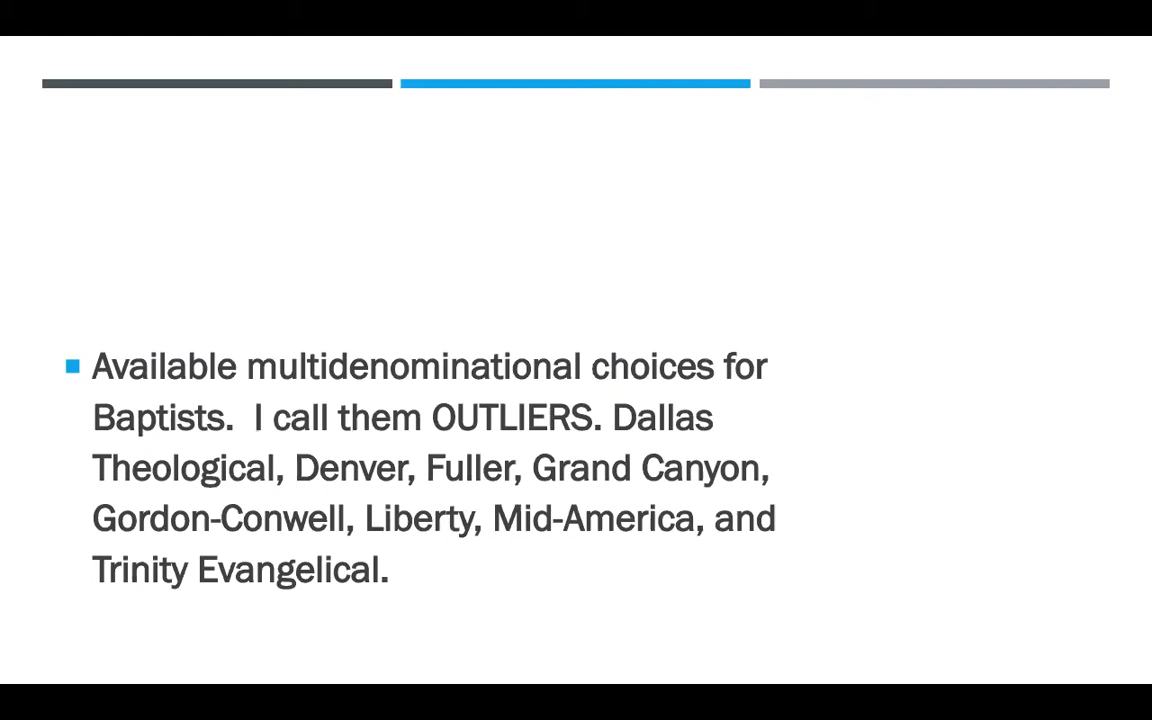 Available multidenominational choices for
Baptists.  I call them OUTLIERS. Dallas
Theological, Denver, Fuller, Grand Canyon,
Gordon-Conwell, Liberty, Mid-America, and
Trinity Evangelical.